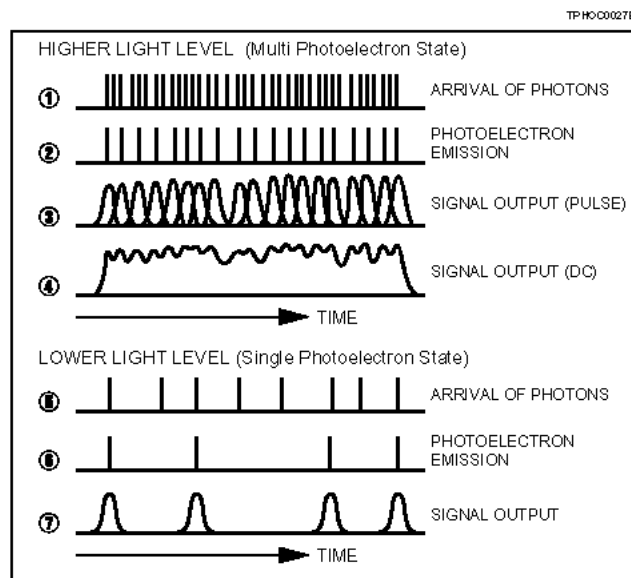 TPHOC0027E
HIGHER LIGHT LEVEL (Multi Photoelectron State)
① ARRIVAL OF PHOTONS
② PHOTOELECTRON
EMISSION
③ SIGNAL OUTPUT (PULSE)
④ SIGNAL OUTPUT (DC)
TIME
LOWER LIGHT LEVEL (Single Photoelectron State)
⑤ ARRIVAL OF PHOTONS
⑥ PHOTOELECTRON
EMISSION
⑦ SIGNAL OUTPUT
TIME